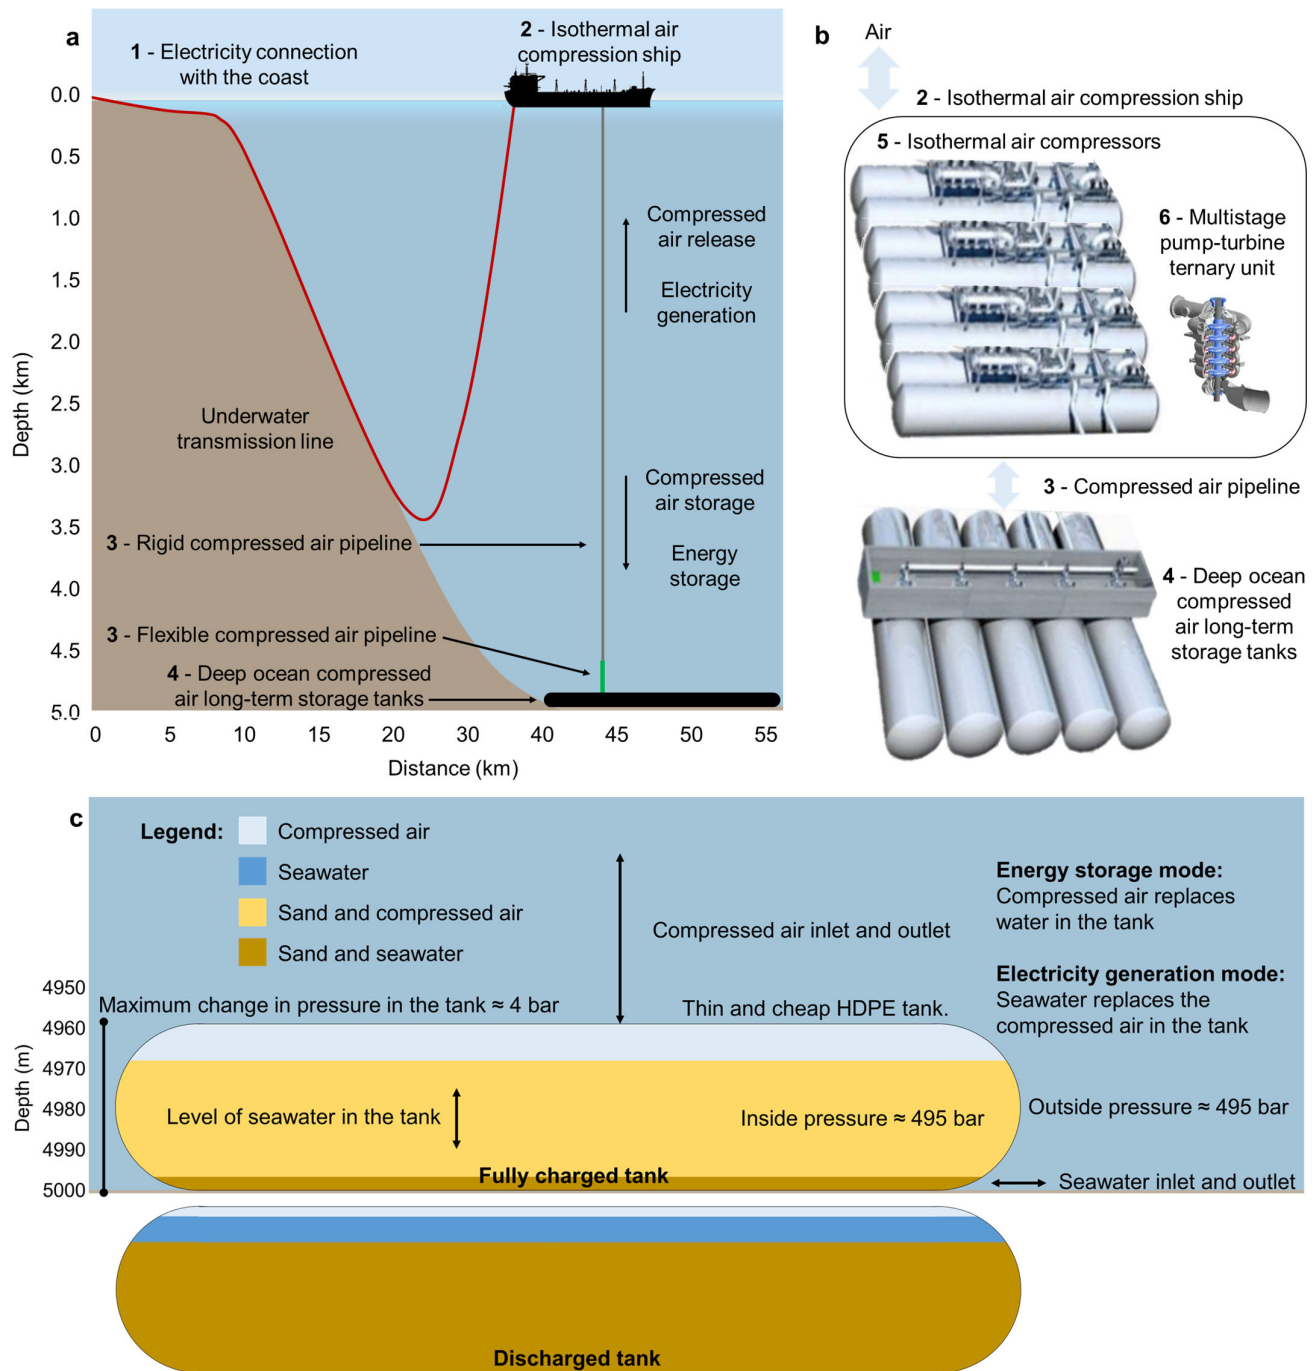 a
1 - Electricity connection
with the coast
2 - Isothermal air
compression ship
0.0
0.5
1.0
1.5
2.0
2.5
3.0
3.5
4.0
4.5
5.0
Depth (km)
Compressed
air release
Electricity
generation
Underwater
transmission line
Compressed
air storage
Energy
storage
3 - Rigid compressed air pipeline
3 - Flexible compressed air pipeline
4 - Deep ocean compressed
air long-term storage tanks
0 5 10 15 20 30 40 45 50 55
Distance (km)
b
Air
2 - Isothermal air compression ship
5 - Isothermal air compressors
6 - Multistage
pump-turbine
ternary unit
3 - Compressed air pipeline
4 - Deep ocean
compressed
air long-term
storage tanks
c
Legend:
Compressed air
Seawater
Sand and compressed air
Sand and seawater
Compressed air inlet and outlet
Energy storage mode:
Compressed air replaces
water in the tank
Electricity generation mode:
Seawater replaces the
compressed air in the tank
4950
4960
4970
4980
4990
5000
Depth (m)
Maximum change in pressure in the tank ≈ 4 bar
Thin and cheap HDPE tank.
Level of seawater in the tank
Inside pressure ≈ 495 bar
Outside pressure ≈ 495 bar
Fully charged tank
Seawater inlet and outlet
Discharged tank